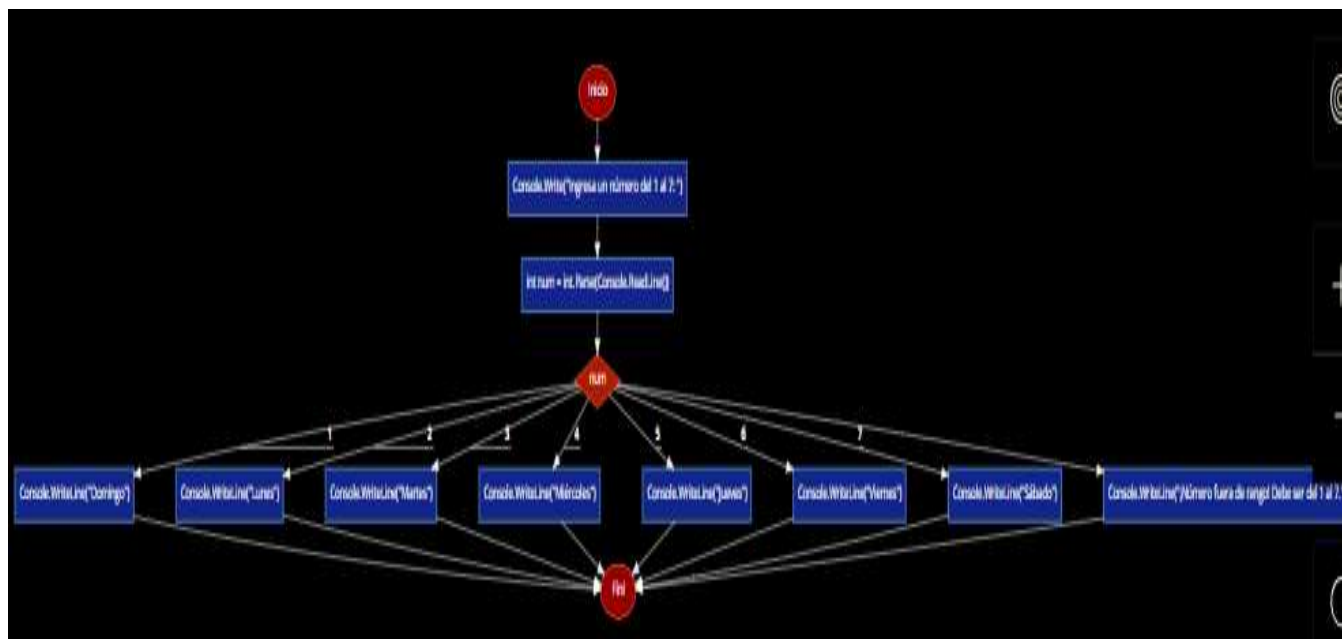 Inicio
Console.Write("Ingresa un número del 1 al 7: ")
int num = int.Parse(Console.ReadLine())
num
1 2 3 4 5 6 7
Console.WriteLine("Domingo") Console.WriteLine("Lunes") Console.WriteLine("Martes") Console.WriteLine("Miércoles") Console.WriteLine("Jueves") Console.WriteLine("Viernes") Console.WriteLine("Sábado") Console.WriteLine("¡Número fuera de rango! Debe ser del 1 al 7."